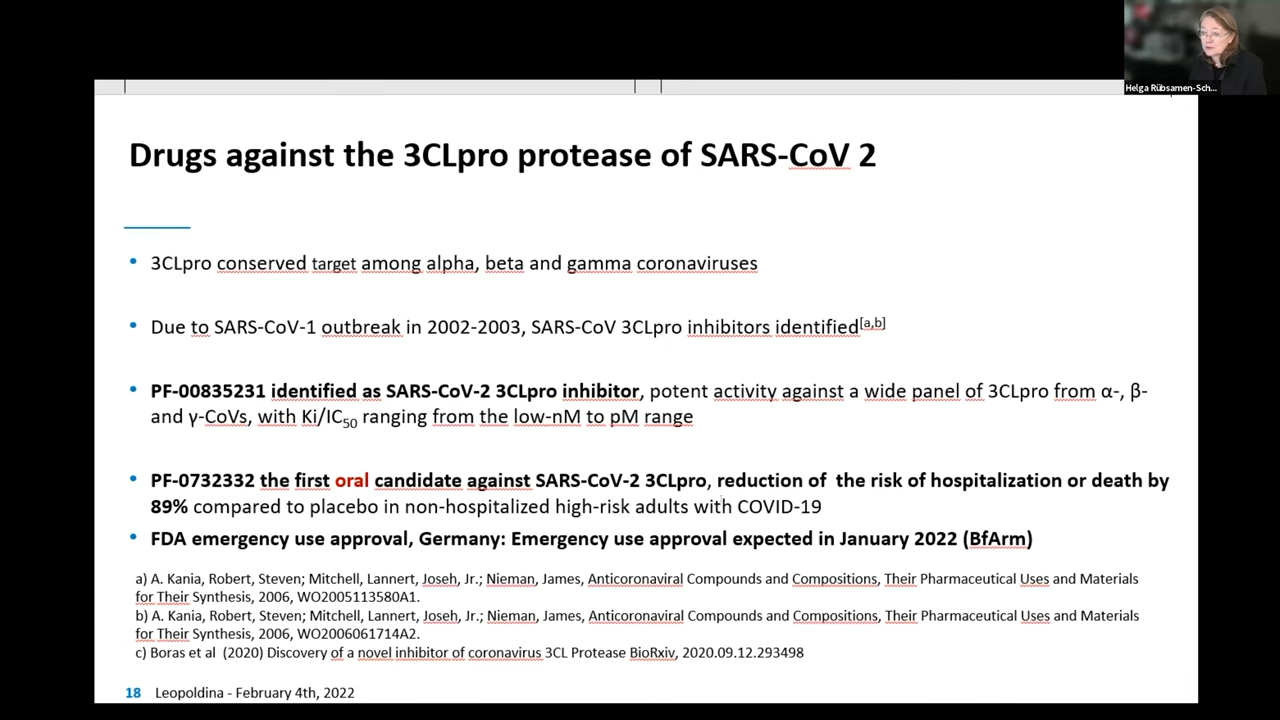 Helga Rübsamen-Sch...
Drugs against the 3CLpro protease of SARS-CoV 2
• 3CLpro conserved target among alpha, beta and gamma coronaviruses
• Due to SARS-CoV-1 outbreak in 2002-2003, SARS-CoV 3CLpro inhibitors identified[a,b]
• PF-00835231 identified as SARS-CoV-2 3CLpro inhibitor, potent activity against a wide panel of 3CLpro from α-, β-
and γ-CoVs, with Ki/IC50 ranging from the low-nM to pM range
• PF-0732332 the first oral candidate against SARS-CoV-2 3CLpro, reduction of the risk of hospitalization or death by
89% compared to placebo in non-hospitalized high-risk adults with COVID-19
• FDA emergency use approval, Germany: Emergency use approval expected in January 2022 (BfArm)
a) A. Kania, Robert, Steven; Mitchell, Lannert, Joseh, Jr.; Nieman, James, Anticoronaviral Compounds and Compositions, Their Pharmaceutical Uses and Materials
for Their Synthesis, 2006, WO2005113580A1.
b) A. Kania, Robert, Steven; Mitchell, Lannert, Joseh, Jr.; Nieman, James, Anticoronaviral Compounds and Compositions, Their Pharmaceutical Uses and Materials
for Their Synthesis, 2006, WO2006061714A2.
c) Boras et al (2020) Discovery of a novel inhibitor of coronavirus 3CL Protease BioRxiv, 2020.09.12.293498
18 Leopoldina - February 4th, 2022